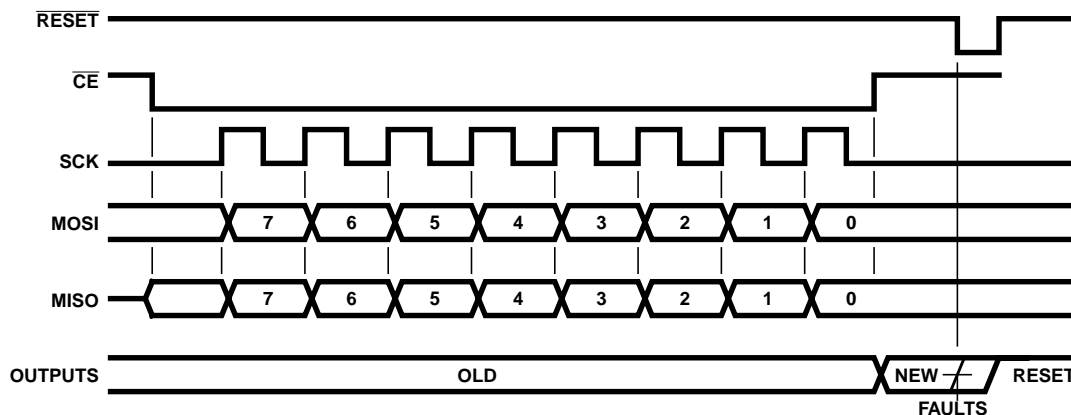 RESET
CE
SCK
MOSI 7 6 5 4 3 2 1 0
MISO 7 6 5 4 3 2 1 0
OUTPUTS OLD NEW RESET
FAULTS